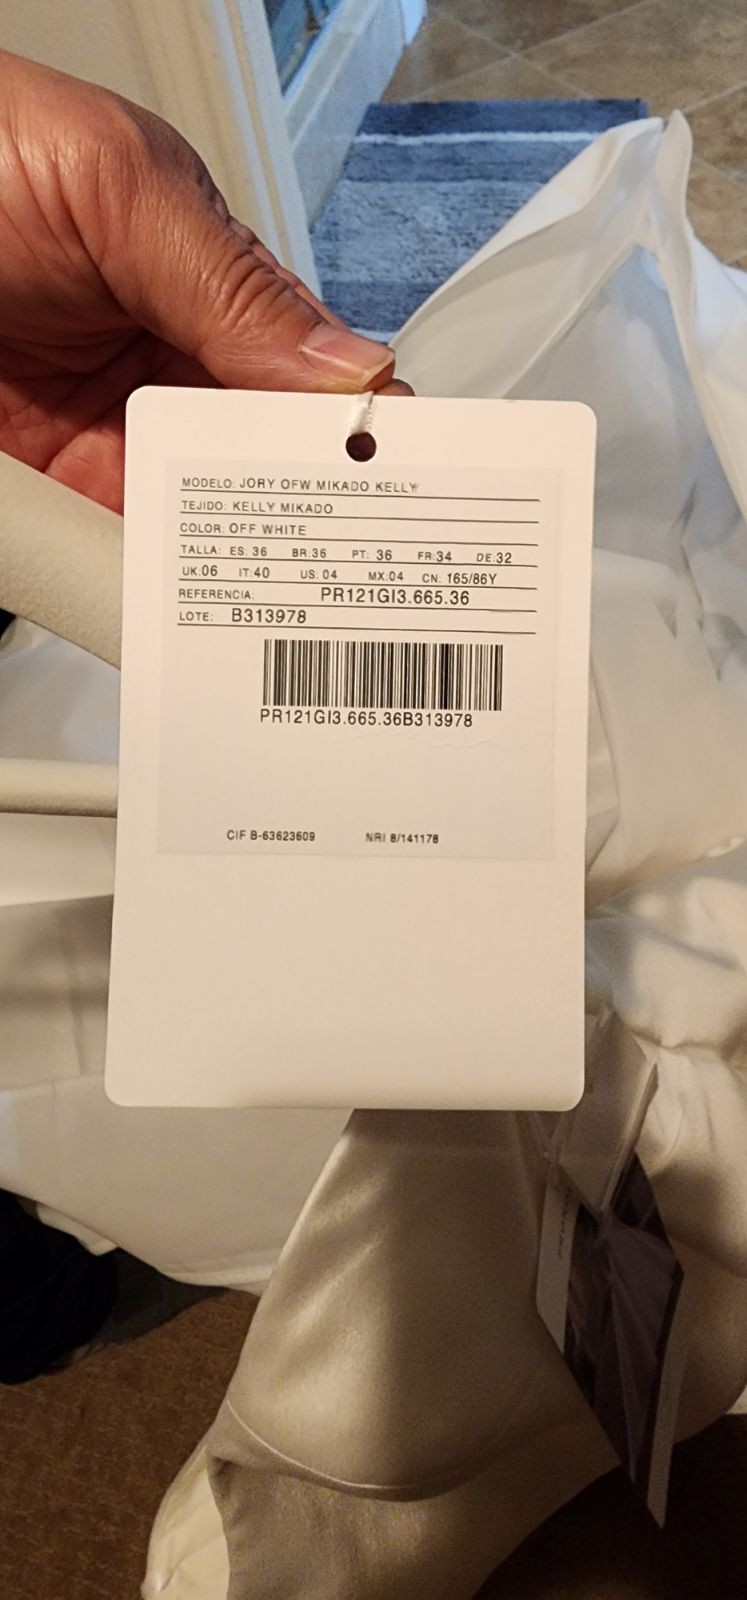 MODELO: JORY OFW MIKADO KELLY
TEJIDO: KELLY MIKADO
COLOR: OFF WHITE
TALLA: ES: 36 BR:36 PT: 36 FR:34 DE:32
UK:06 IT:40 US: 04 MX:04 CN: 165/86Y
REFERENCIA: PR121GI3.665.36
LOTE: B313978
PR121GI3.665.36B313978
CIF B-63623609 NRI 8/141178